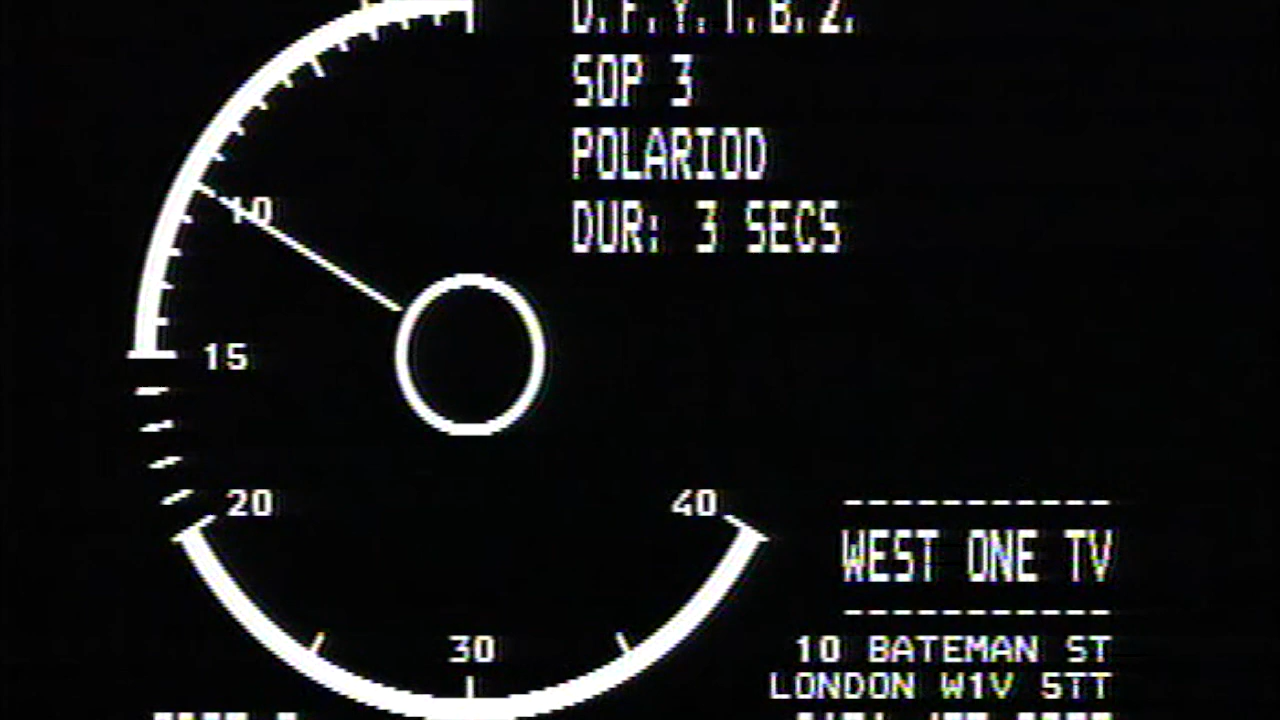 D.F.Y.T.B.Z.
SOP 3
POLARIOD
DUR: 3 SECS
10
15
20
40
30
WEST ONE TV
10 BATEMAN ST
LONDON W1V 5TT